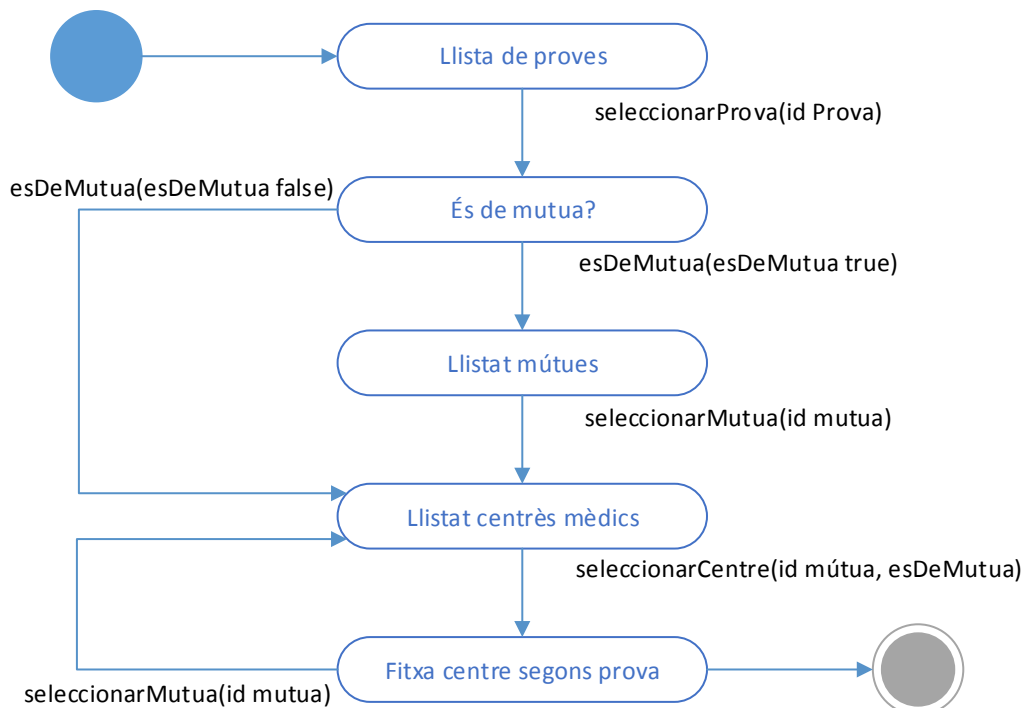 Llista de proves
seleccionarProva(id Prova)
esDeMutua(esDeMutua false)
És de mutua?
esDeMutua(esDeMutua true)
Llistat mútues
seleccionarMutua(id mutua)
Llistat centrès mèdics
seleccionarCentre(id mútua, esDeMutua)
Fitxa centre segons prova
seleccionarMutua(id mutua)